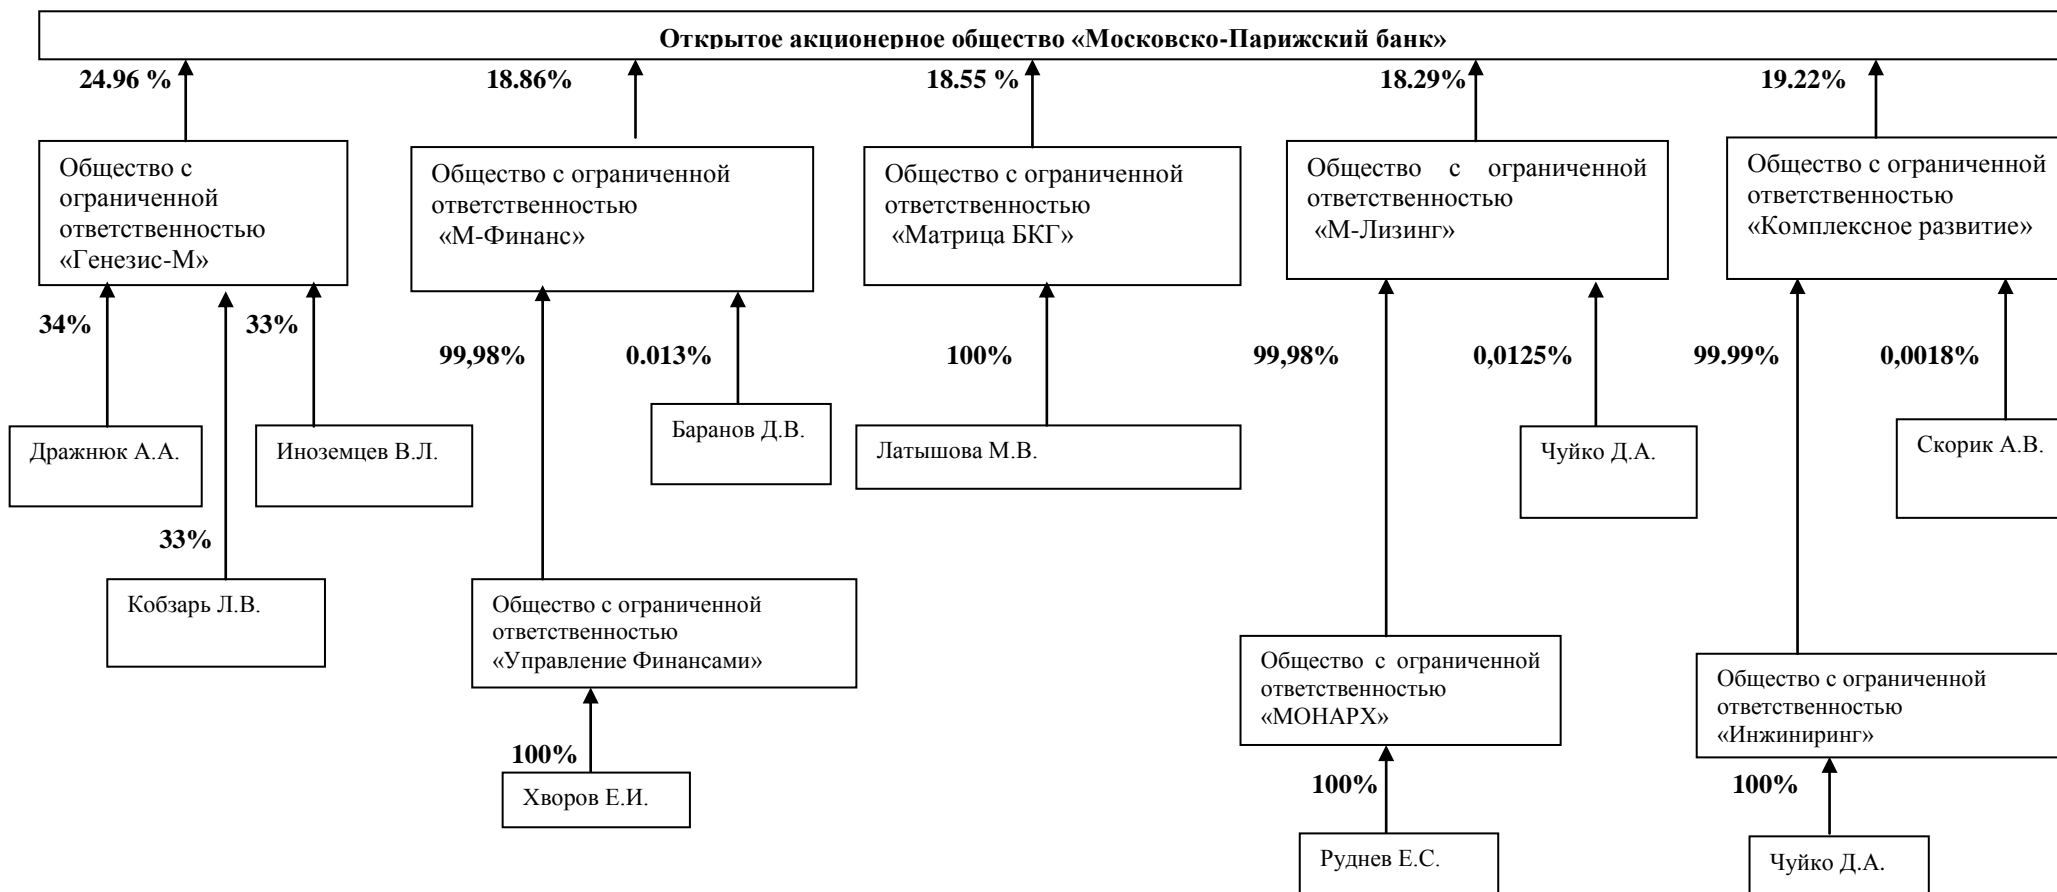 Открытое акционерное общество «Московско-Парижский банк»
24.96 %
18.86%
18.55 %
18.29%
19.22%
Общество с
ограниченной
ответственностью
«Генезис-М»
Общество с ограниченной
ответственностью
«М-Финанс»
Общество с ограниченной
ответственностью
«Матрица БКГ»
Общество с ограниченной
ответственностью
«М-Лизинг»
Общество с ограниченной
ответственностью
«Комплексное развитие»
34%
33%
99,98%
0.013%
100%
99,98%
0,0125%
99.99%
0,0018%
Дражнюк А.А.
Иноземцев В.Л.
Баранов Д.В.
Латышова М.В.
Чуйко Д.А.
Скорик А.В.
33%
Кобзарь Л.В.
Общество с ограниченной
ответственностью
«Управление Финансами»
Общество с ограниченной
ответственностью
«МОНАРХ»
Общество с ограниченной
ответственностью
«Инжиниринг»
100%
100%
100%
Хворов Е.И.
Руднев Е.С.
Чуйко Д.А.